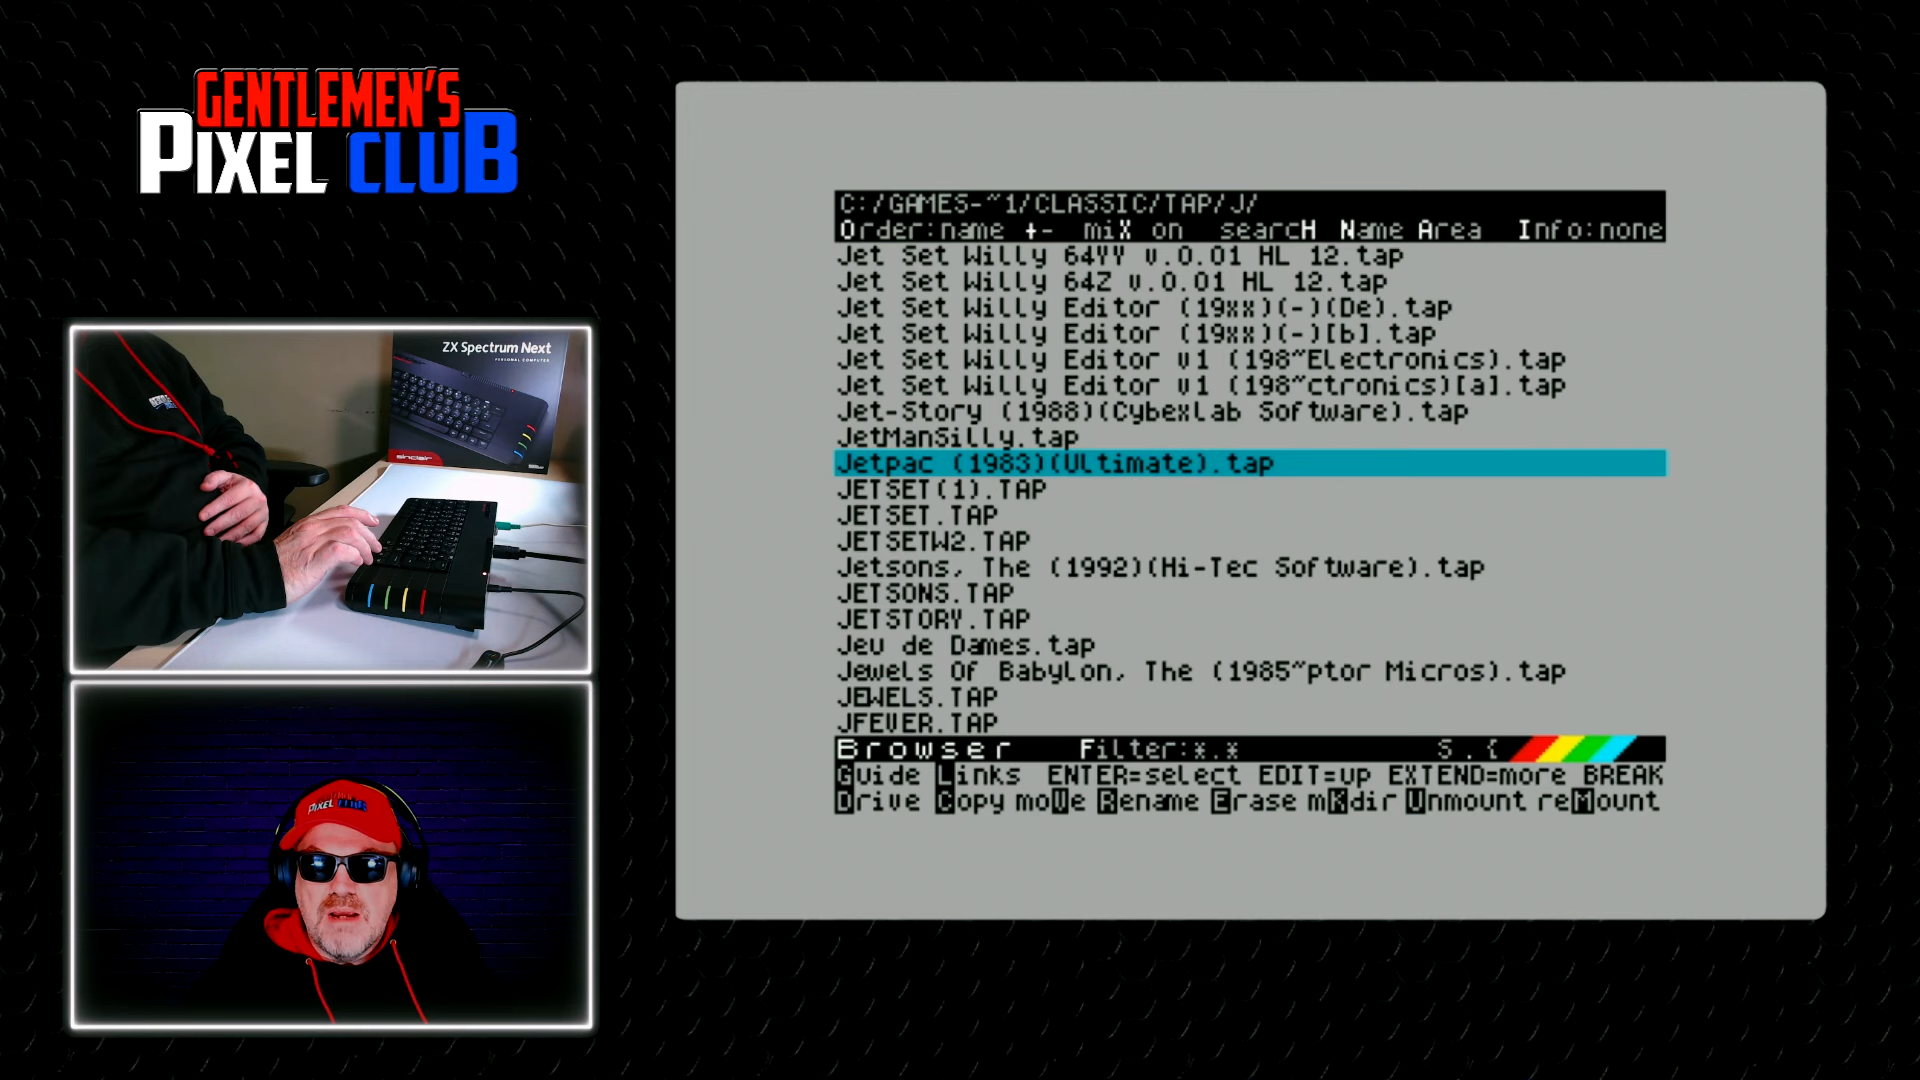 GENTLEMEN'S
PIXEL CLUB
ZX Spectrum Next
PERSONAL COMPUTER
sinclair
PIXEL CLUB
C:/GAMES-~1/CLASSIC/TAP/J/
Order:name +- miX on searcH Name Area Info:none
Jet Set Willy 64YY v.0.01 HL 12.tap
Jet Set Willy 64Z v.0.01 HL 12.tap
Jet Set Willy Editor (19xx)(-)(De).tap
Jet Set Willy Editor (19xx)(-)[b].tap
Jet Set Willy Editor v1 (198~Electronics).tap
Jet Set Willy Editor v1 (198~ctronics)[a].tap
Jet-Story (1988)(Cybexlab Software).tap
JetManSilly.tap
Jetpac (1983)(Ultimate).tap
JETSET(1).TAP
JETSET.TAP
JETSETW2.TAP
Jetsons, The (1992)(Hi-Tec Software).tap
JETSONS.TAP
JETSTORY.TAP
Jeu de Dames.tap
Jewels Of Babylon, The (1985~ptor Micros).tap
JEWELS.TAP
JFEVER.TAP
Browser Filter:*.* S.{
Guide Links ENTER=select EDIT=up EXTEND=more BREAK
Drive Copy moVe Rename Erase mKdir Unmount reMount